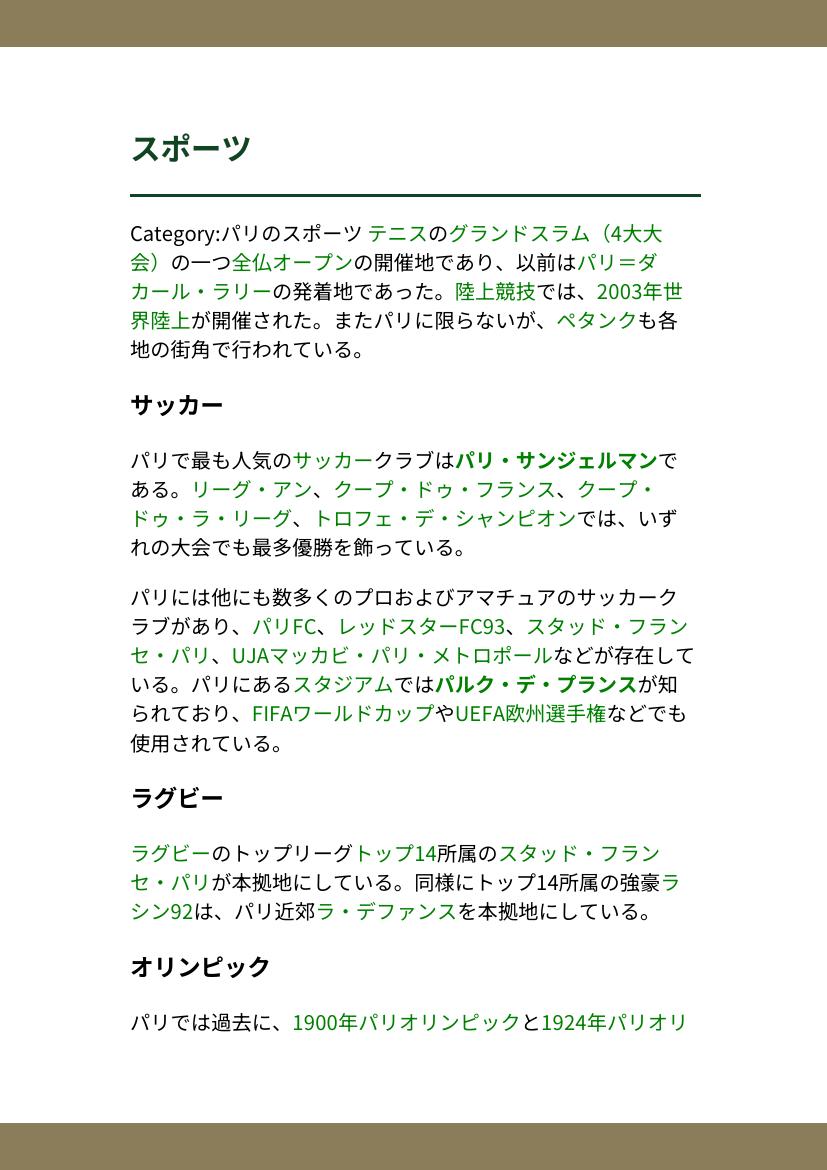 スポーツ
Category:パリのスポーツ テニスのグランドスラム（4大大
会）の一つ全仏オープンの開催地であり、以前はパリ＝ダ
カール・ラリーの発着地であった。陸上競技では、2003年世
界陸上が開催された。またパリに限らないが、ペタンクも各
地の街角で行われている。
サッカー
パリで最も人気のサッカークラブはパリ・サンジェルマンで
ある。リーグ・アン、クープ・ドゥ・フランス、クープ・
ドゥ・ラ・リーグ、トロフェ・デ・シャンピオンでは、いず
れの大会でも最多優勝を飾っている。
パリには他にも数多くのプロおよびアマチュアのサッカーク
ラブがあり、パリFC、レッドスターFC93、スタッド・フラン
セ・パリ、UJAマッカビ・パリ・メトロポールなどが存在して
いる。パリにあるスタジアムではパルク・デ・プランスが知
られており、FIFAワールドカップやUEFA欧州選手権などでも
使用されている。
ラグビー
ラグビーのトップリーグトップ14所属のスタッド・フラン
セ・パリが本拠地にしている。同様にトップ14所属の強豪ラ
シン92は、パリ近郊ラ・デファンスを本拠地にしている。
オリンピック
パリでは過去に、1900年パリオリンピックと1924年パリオリ